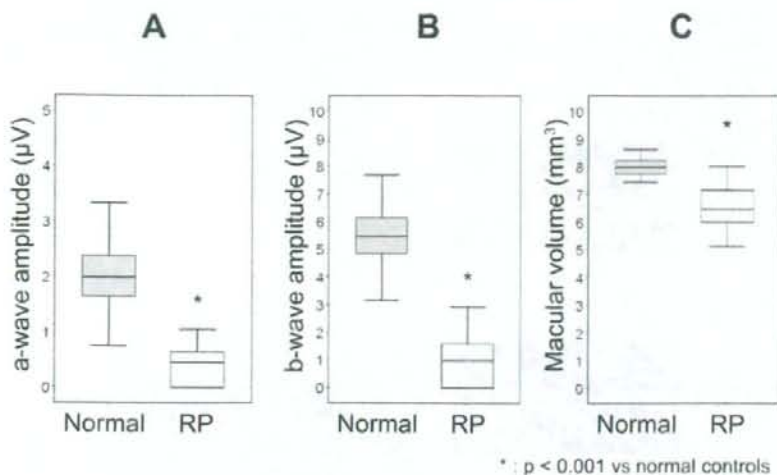 A
B
C
a-wave amplitude (µV)
5
4
3
2
1
0
Normal
RP
*
b-wave amplitude (µV)
10
9
8
7
6
5
4
3
2
1
0
Normal
RP
*
Macular volume (mm³)
10
9
8
7
6
5
4
3
2
1
0
Normal
RP
*
* : p < 0.001 vs normal controls